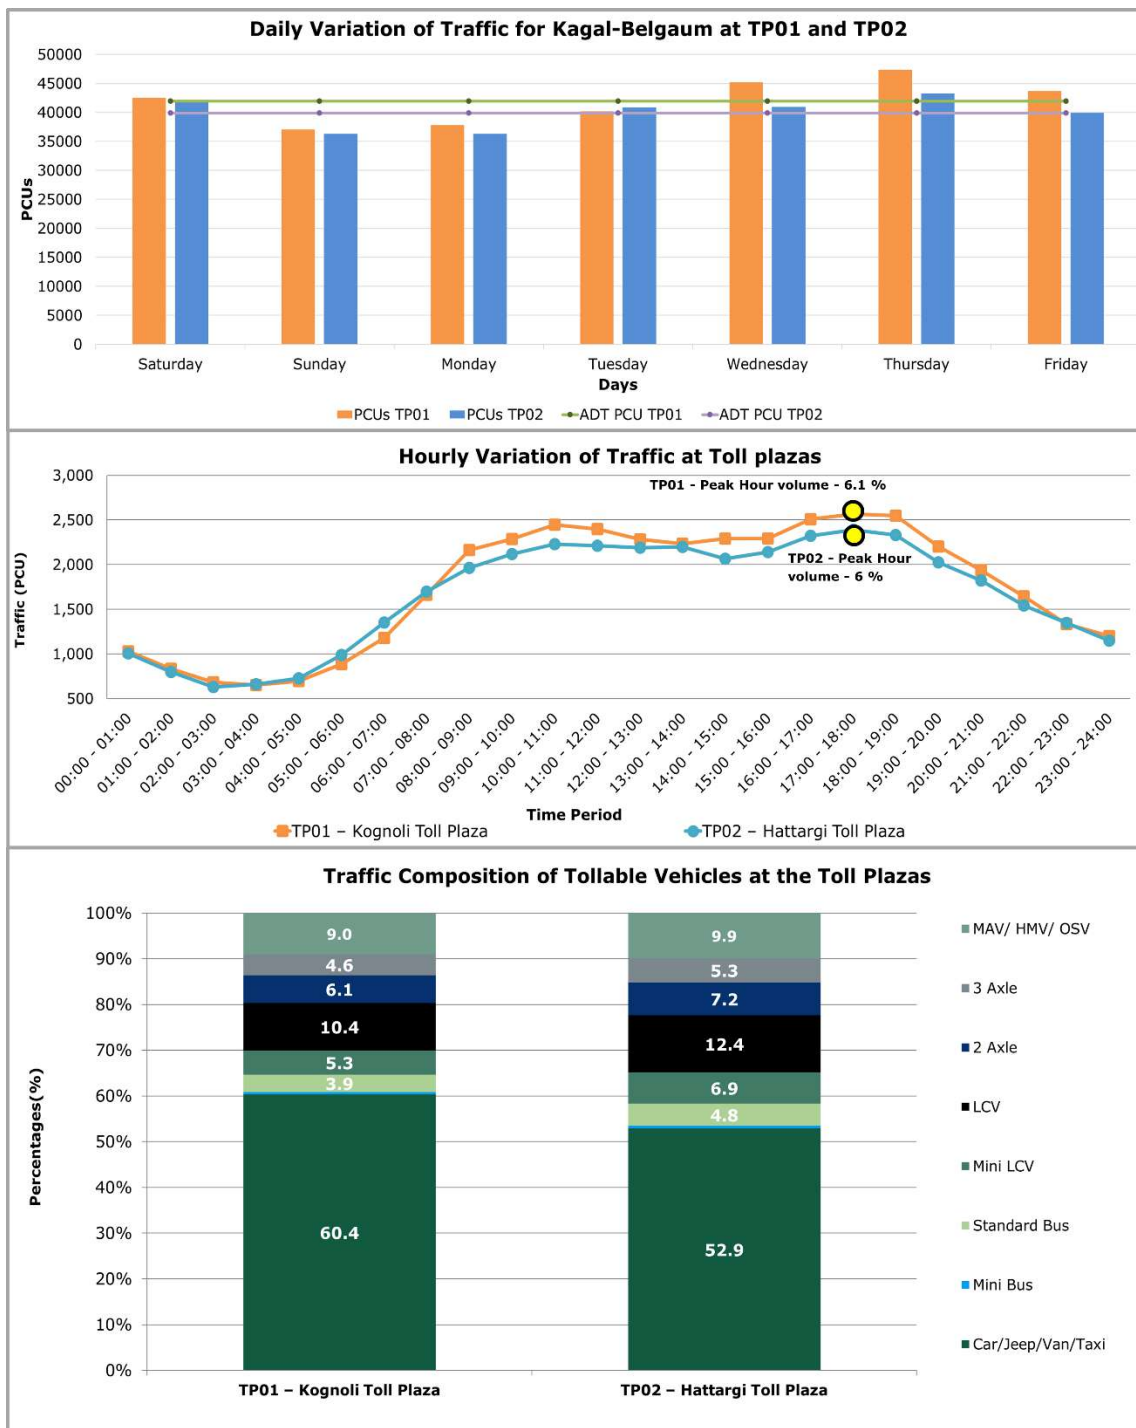 Daily Variation of Traffic for Kagal-Belgaum at TP01 and TP02
50000
45000
40000
35000
30000
25000
20000
15000
10000
5000
0
PCUs
Saturday Sunday Monday Tuesday Wednesday Thursday Friday
Days
PCUs TP01 PCUs TP02 ADT PCU TP01 ADT PCU TP02
Hourly Variation of Traffic at Toll plazas
TP01 - Peak Hour volume - 6.1 %
TP02 - Peak Hour
volume - 6 %
3,000
2,500
2,000
1,500
1,000
500
Traffic (PCU)
00:00 - 01:00
01:00 - 02:00
02:00 - 03:00
03:00 - 04:00
04:00 - 05:00
05:00 - 06:00
06:00 - 07:00
07:00 - 08:00
08:00 - 09:00
09:00 - 10:00
10:00 - 11:00
11:00 - 12:00
12:00 - 13:00
13:00 - 14:00
15:00 - 15:00
15:00 - 16:00
16:00 - 17:00
17:00 - 18:00
18:00 - 19:00
19:00 - 20:00
20:00 - 21:00
21:00 - 22:00
22:00 - 23:00
23:00 - 24:00
Time Period
TP01 – Kognoli Toll Plaza TP02 – Hattargi Toll Plaza
Traffic Composition of Tollable Vehicles at the Toll Plazas
100%
90%
80%
70%
60%
50%
40%
30%
20%
10%
0%
Percentages(%)
9.0
4.6
6.1
10.4
5.3
3.9
60.4
9.9
5.3
7.2
12.4
6.9
4.8
52.9
TP01 – Kognoli Toll Plaza TP02 – Hattargi Toll Plaza
MAV/ HMV/ OSV
3 Axle
2 Axle
LCV
Mini LCV
Standard Bus
Mini Bus
Car/Jeep/Van/Taxi